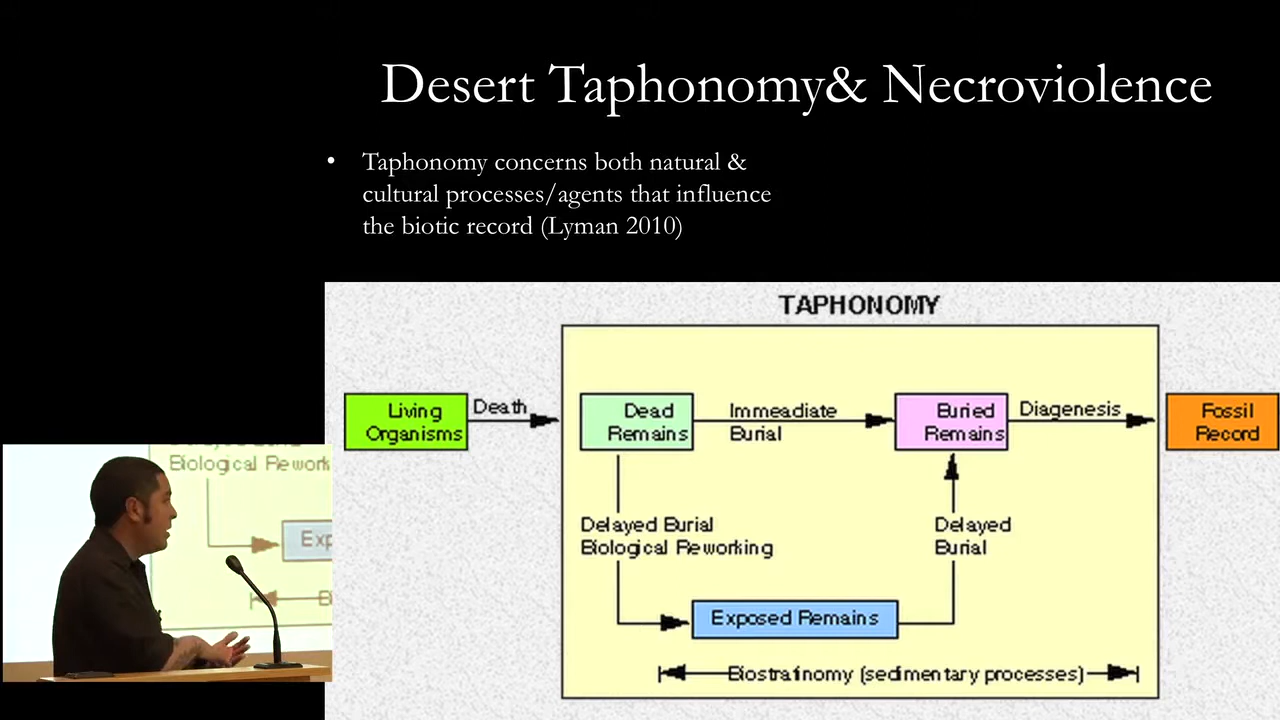 Desert Taphonomy& Necroviolence
• Taphonomy concerns both natural &
cultural processes/agents that influence
the biotic record (Lyman 2010)
TAPHONOMY
Living
Organisms
Death
Dead
Remains
Immeadiate
Burial
Buried
Remains
Diagenesis
Fossil
Record
Delayed Burial
Biological Reworking
Delayed
Burial
Exposed Remains
Biostratinomy (sedimentary processes)
Biological Rework
Exp